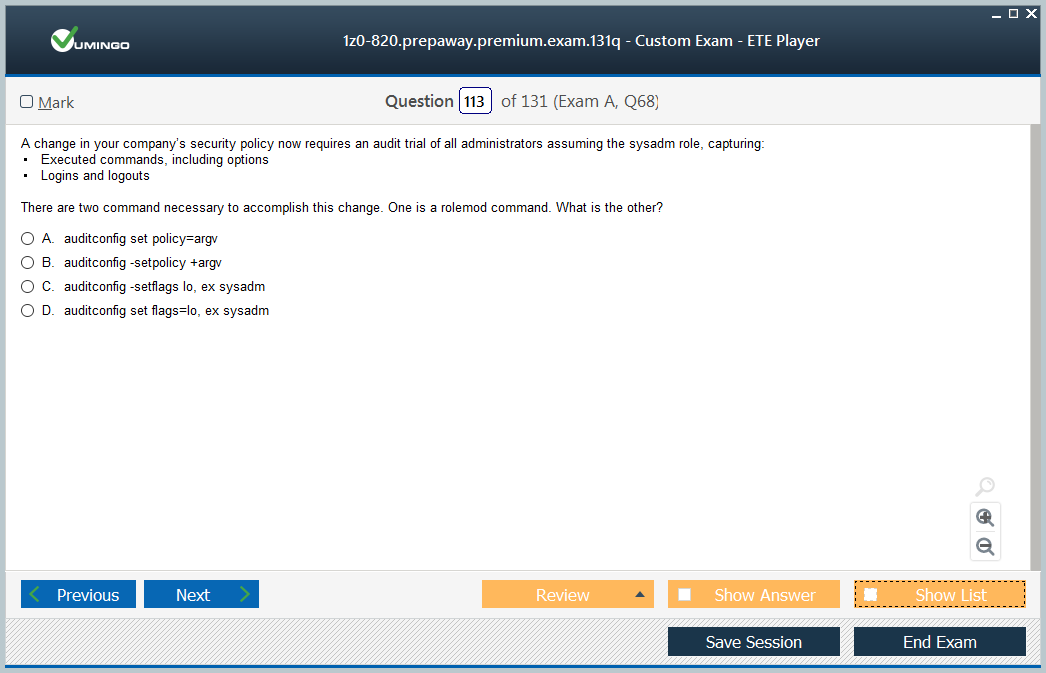 VUMINGO
1z0-820.prepaway.premium.exam.131q - Custom Exam - ETE Player
Mark
Question 113 of 131 (Exam A, Q68)
A change in your company's security policy now requires an audit trial of all administrators assuming the sysadm role, capturing:
• Executed commands, including options
• Logins and logouts
There are two command necessary to accomplish this change. One is a rolemod command. What is the other?
A. auditconfig set policy=argv
B. auditconfig -setpolicy +argv
C. auditconfig -setflags lo, ex sysadm
D. auditconfig set flags=lo, ex sysadm
Previous
Next
Review
Show Answer
Show List
Save Session
End Exam